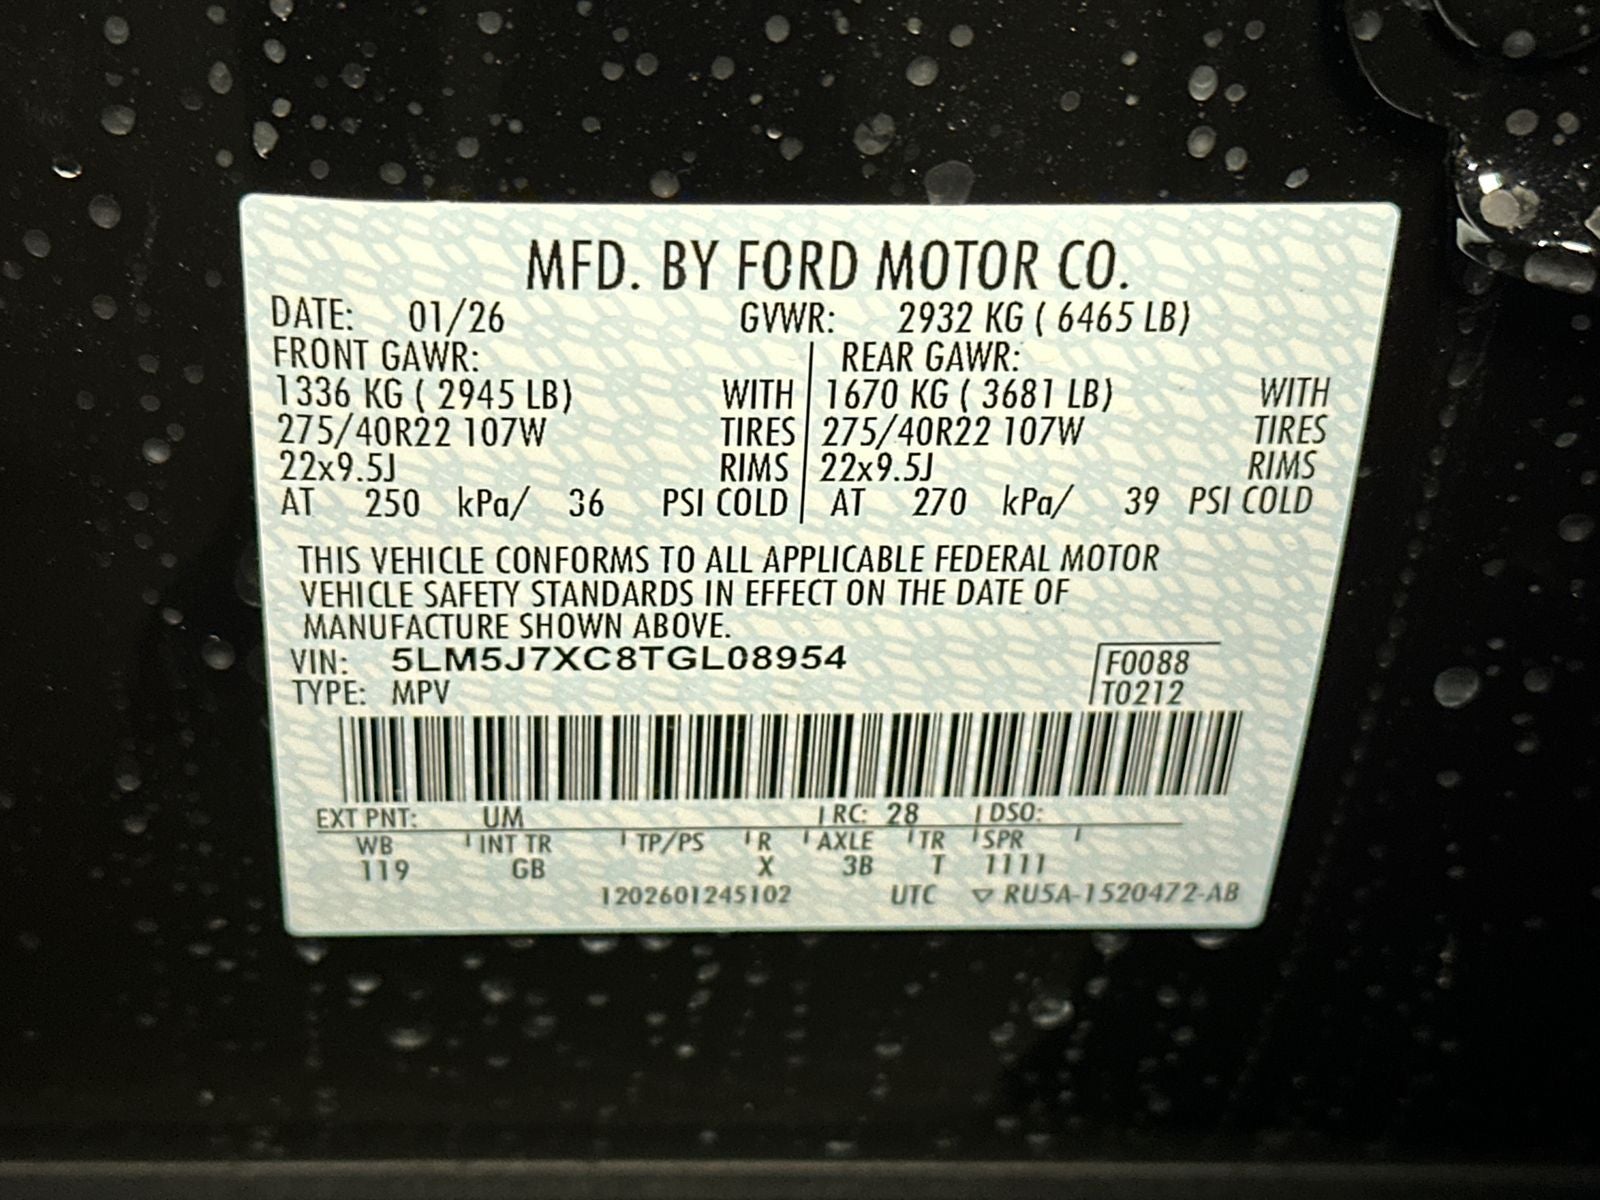 MFD. BY FORD MOTOR CO.
DATE: 01/26 GVWR: 2932 KG ( 6465 LB)
FRONT GAWR: REAR GAWR:
1336 KG ( 2945 LB) WITH 1670 KG ( 3681 LB) WITH
275/40R22 107W TIRES 275/40R22 107W TIRES
22x9.5J RIMS 22x9.5J RIMS
AT 250 kPa/ 36 PSI COLD AT 270 kPa/ 39 PSI COLD
THIS VEHICLE CONFORMS TO ALL APPLICABLE FEDERAL MOTOR
VEHICLE SAFETY STANDARDS IN EFFECT ON THE DATE OF
MANUFACTURE SHOWN ABOVE.
VIN: 5LM5J7XC8TGL08954 F0088
TYPE: MPV T0212
EXT PNT: UM RC: 28 DSO:
WB INT TR TP/PS R AXLE TR SPR
119 GB X 3B T 1111
1202601245102 UTC ▽ RU5A-1520472-AB